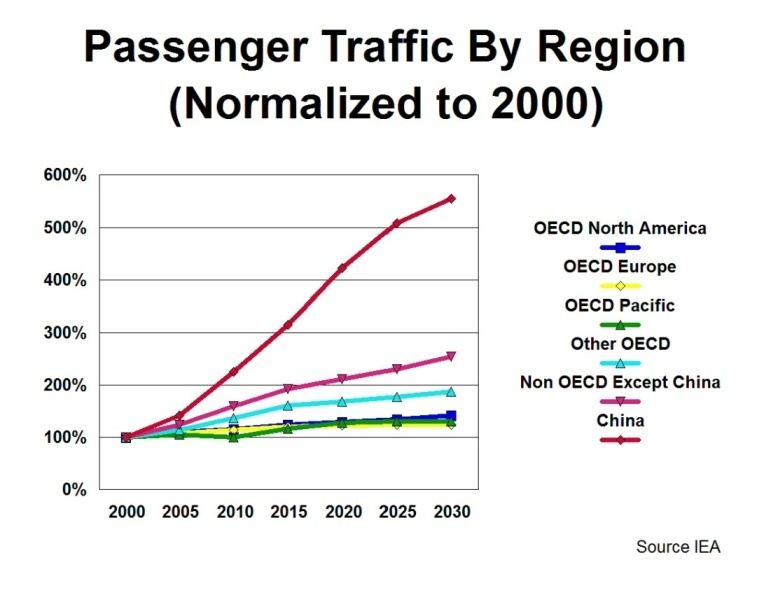 Passenger Traffic By Region
(Normalized to 2000)
600%
500%
400%
300%
200%
100%
0%
2000 2005 2010 2015 2020 2025 2030
OECD North America
OECD Europe
OECD Pacific
Other OECD
Non OECD Except China
China
Source IEA